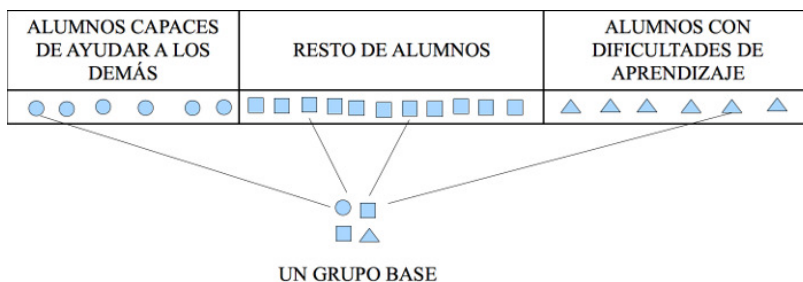 ALUMNOS CAPACES
DE AYUDAR A LOS
DEMÁS
RESTO DE ALUMNOS
ALUMNOS CON
DIFICULTADES DE
APRENDIZAJE
UN GRUPO BASE